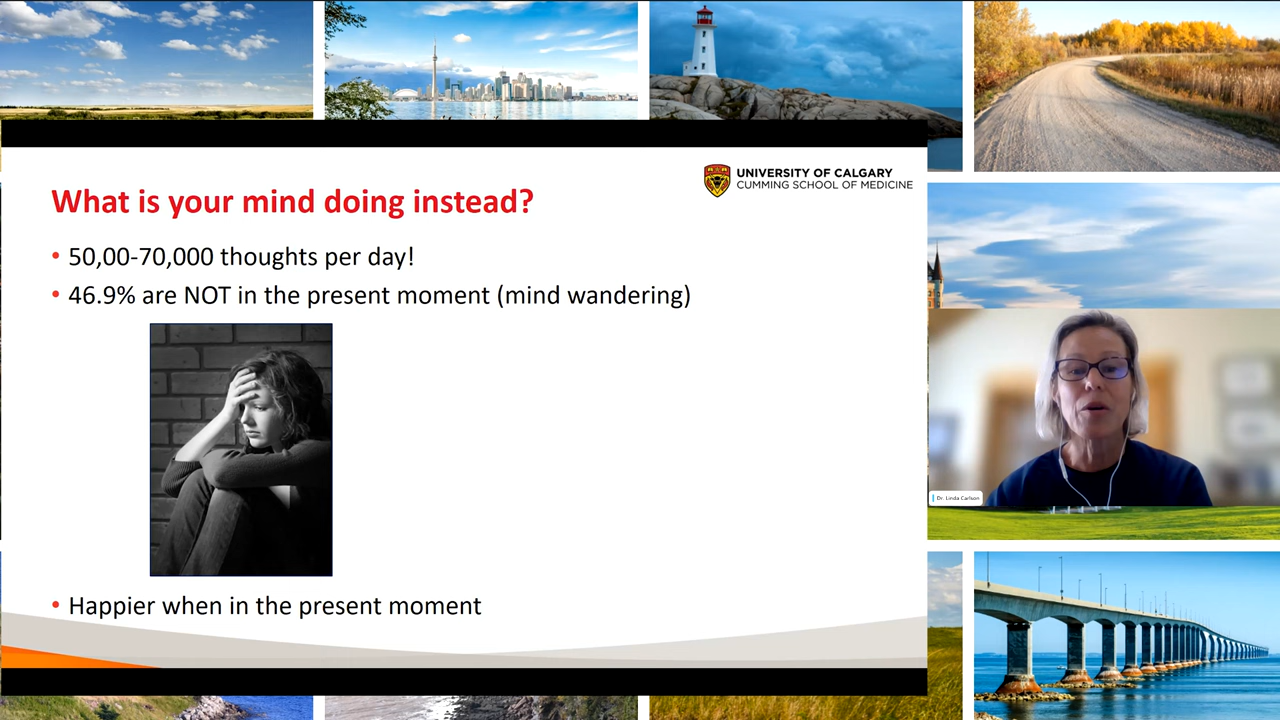 UNIVERSITY OF CALGARY
CUMMING SCHOOL OF MEDICINE
What is your mind doing instead?
• 50,00-70,000 thoughts per day!
• 46.9% are NOT in the present moment (mind wandering)
Dr. Linda Carlson
• Happier when in the present moment